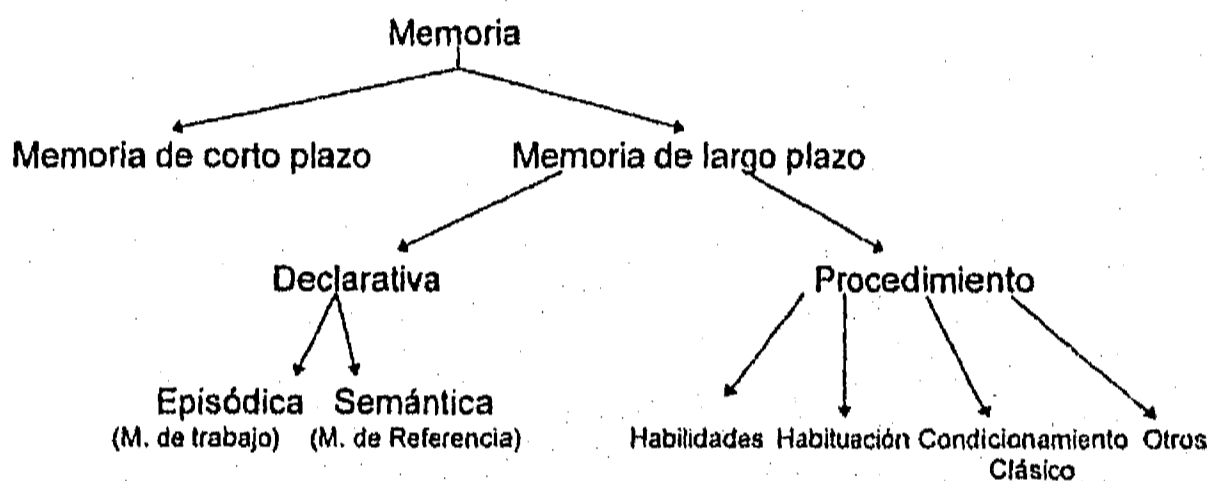 Memoria
Memoria de corto plazo Memoria de largo plazo
Declarativa Procedimiento
Episódica Semántica
(M. de trabajo) (M. de Referencia)
Habilidades Habituación Condicionamiento Otros
Clásico